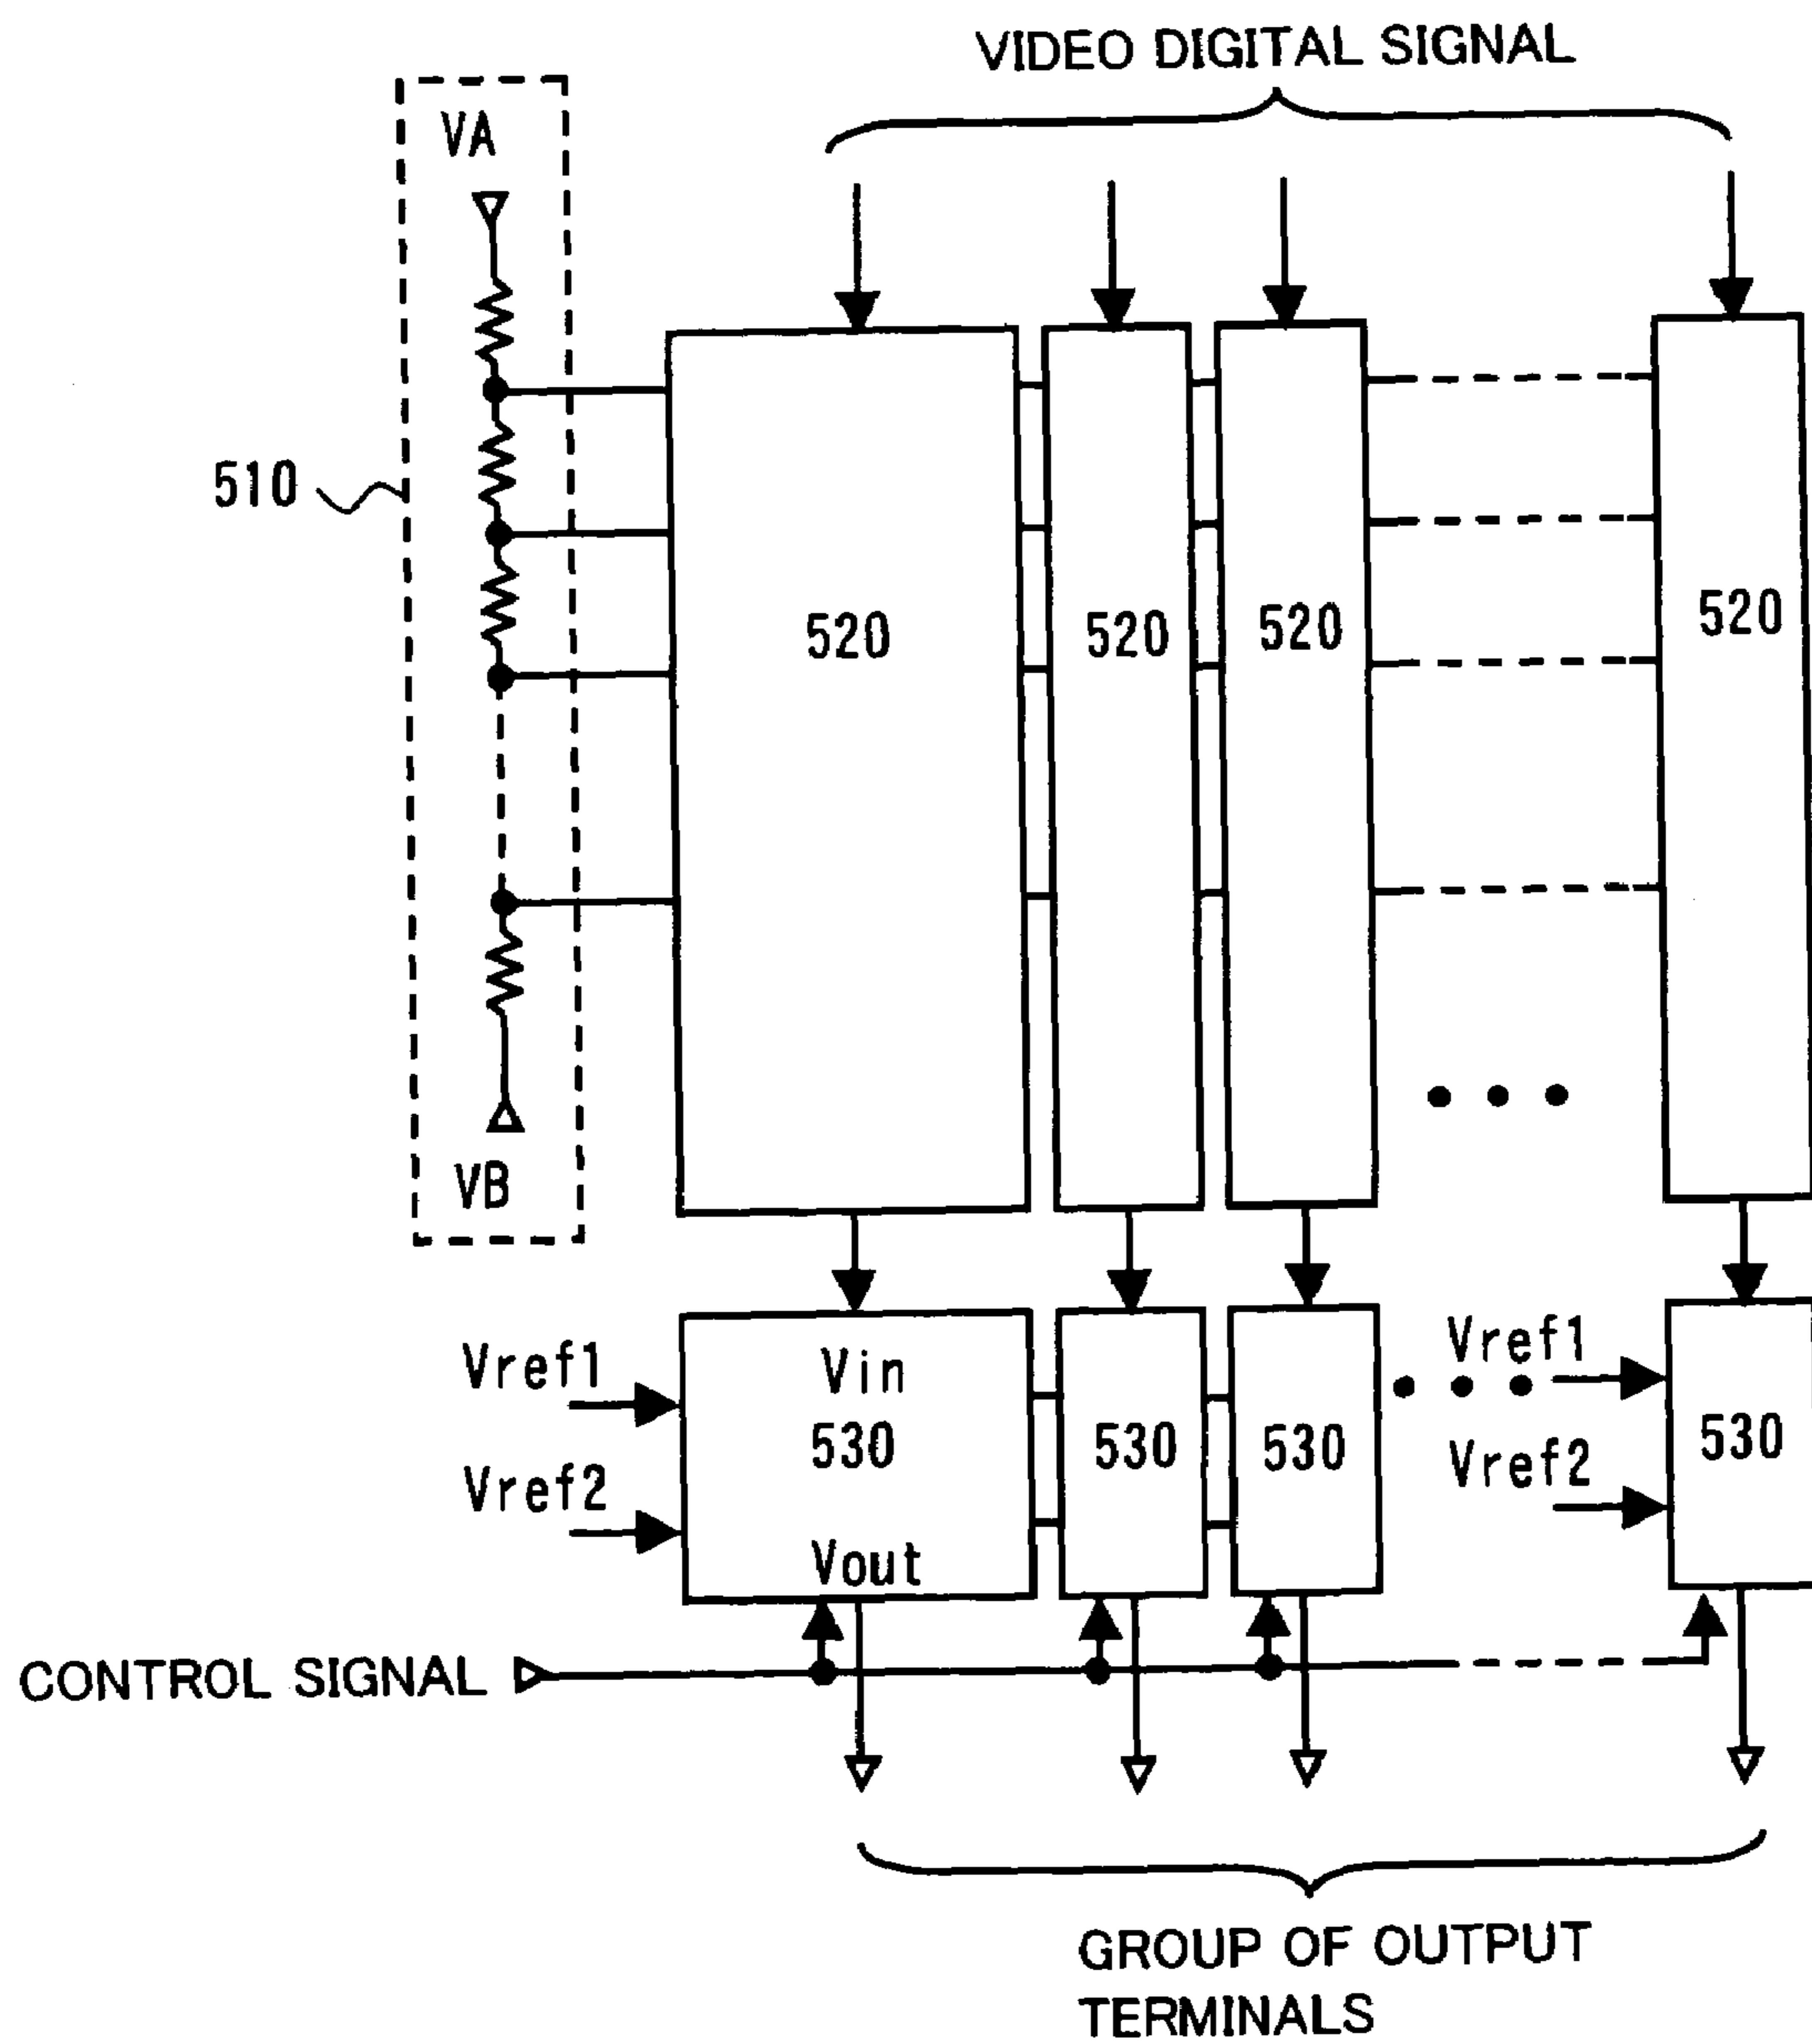 VIDEO DIGITAL SIGNAL
VA
510
520
520
520
520
VB
Vref1
Vin
Vref1
530
530
530
530
Vref2
Vref2
Vout
CONTROL SIGNAL
GROUP OF OUTPUT
TERMINALS